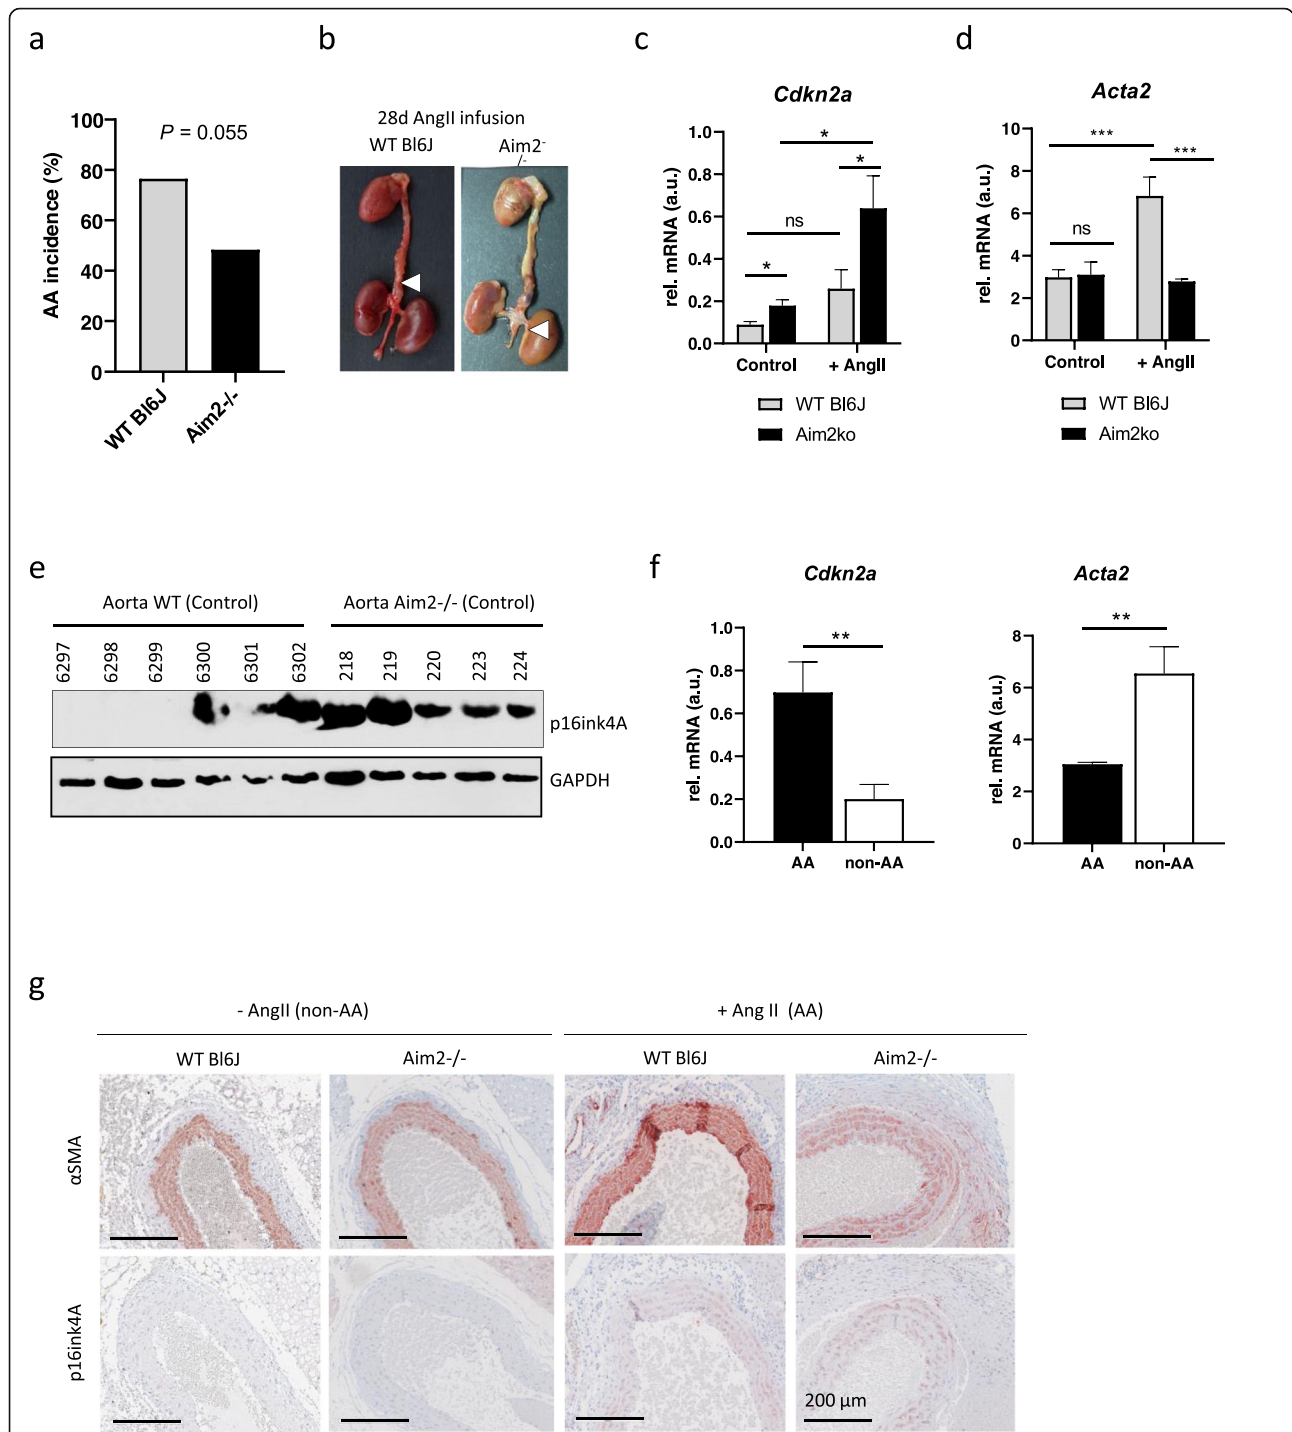 a
AA incidence (%)
100
80
60
40
20
0
P = 0.055
WT Bl6J
Aim2-/-
b
28d AngII infusion
WT Bl6J
Aim2-
/-
c
Cdkn2a
rel. mRNA (a.u.)
1.0
0.8
0.6
0.4
0.2
0.0
*
*
ns
*
Control
+ AngII
WT Bl6J
Aim2ko
d
Acta2
rel. mRNA (a.u.)
10
8
6
4
2
0
***
***
ns
Control
+ AngII
WT Bl6J
Aim2ko
e
Aorta WT (Control)
Aorta Aim2-/- (Control)
6297
6298
6299
6300
6301
6302
218
219
220
223
224
p16ink4A
GAPDH
f
Cdkn2a
rel. mRNA (a.u.)
1.0
0.8
0.6
0.4
0.2
0.0
**
AA
non-AA
Acta2
rel. mRNA (a.u.)
8
6
4
2
0
**
AA
non-AA
g
- AngII (non-AA)
+ Ang II (AA)
WT Bl6J
Aim2-/-
WT Bl6J
Aim2-/-
αSMA
p16ink4A
200 µm